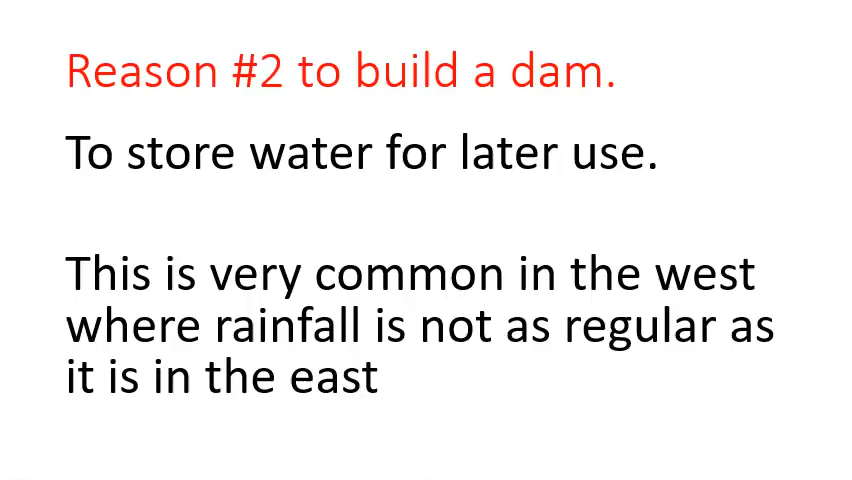 Reason #2 to build a dam.
To store water for later use.
This is very common in the west
where rainfall is not as regular as
it is in the east